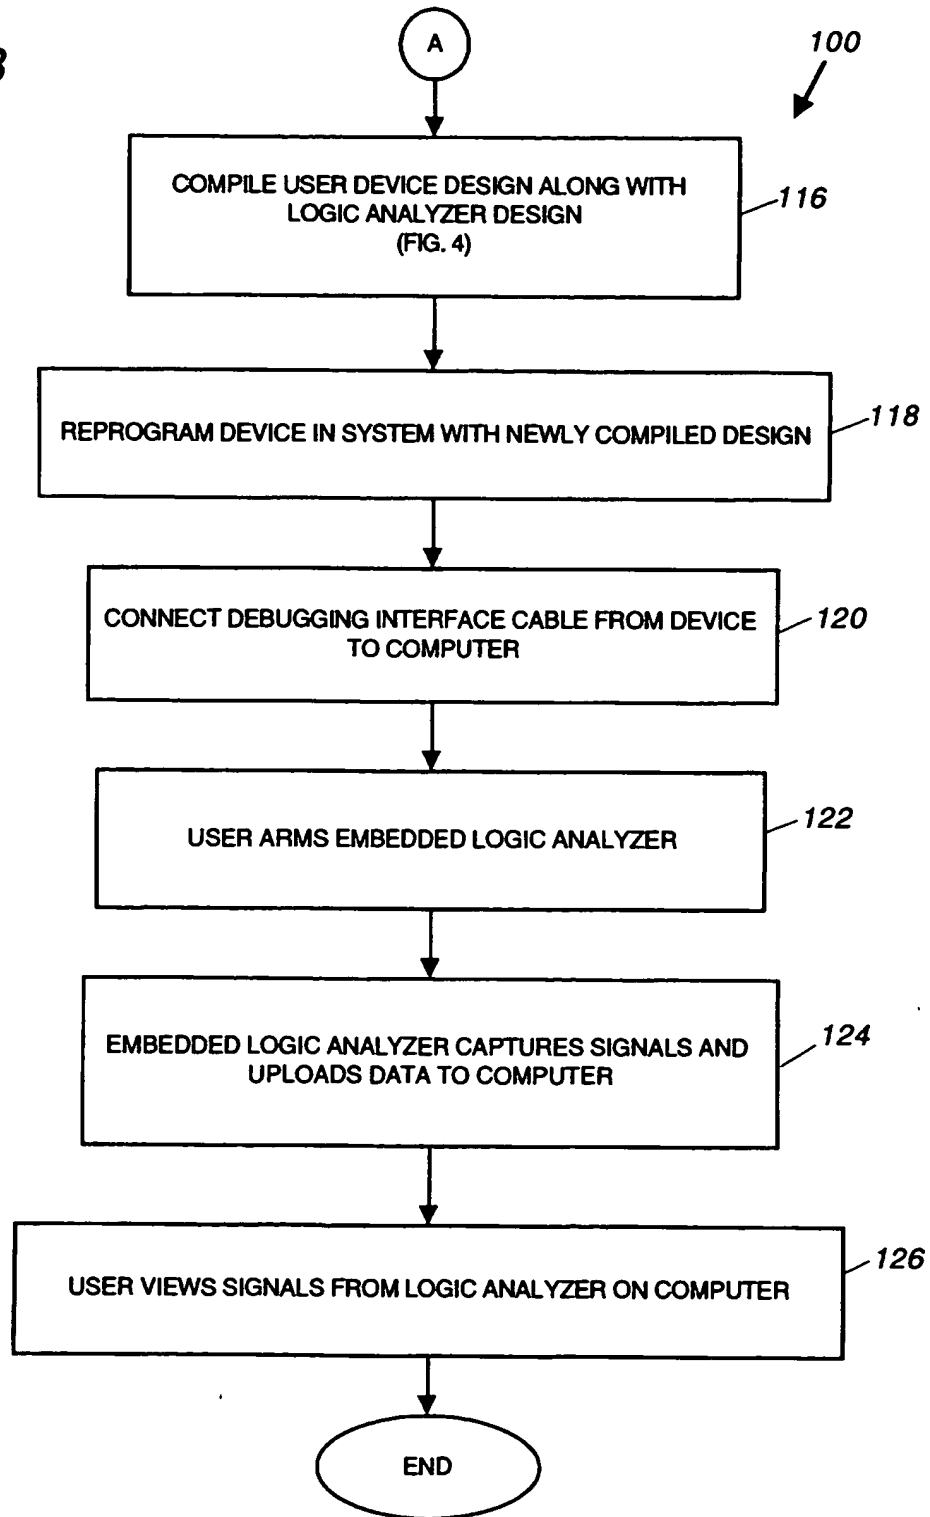 B
A
100
COMPILE USER DEVICE DESIGN ALONG WITH
LOGIC ANALYZER DESIGN
(FIG. 4)
116
REPROGRAM DEVICE IN SYSTEM WITH NEWLY COMPILED DESIGN
118
CONNECT DEBUGGING INTERFACE CABLE FROM DEVICE
TO COMPUTER
120
USER ARMS EMBEDDED LOGIC ANALYZER
122
EMBEDDED LOGIC ANALYZER CAPTURES SIGNALS AND
UPLOADS DATA TO COMPUTER
124
USER VIEWS SIGNALS FROM LOGIC ANALYZER ON COMPUTER
126
END